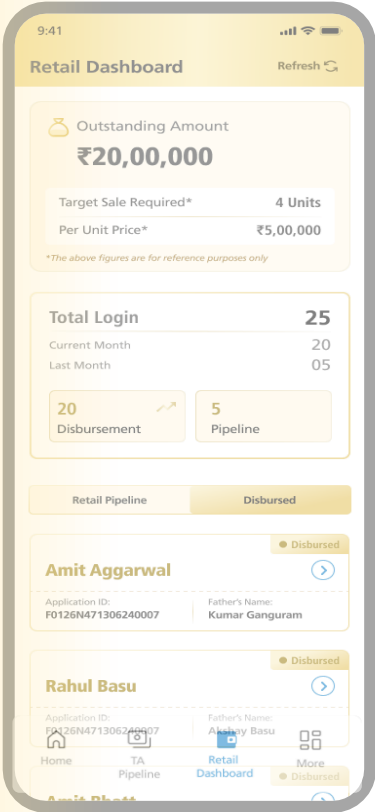 9:41
Retail Dashboard
Refresh
Outstanding Amount
₹20,00,000
Target Sale Required* 4 Units
Per Unit Price* ₹5,00,000
*The above figures are for reference purposes only
Total Login 25
Current Month 20
Last Month 05
20
Disbursement
5
Pipeline
Retail Pipeline
Disbursed
Disbursed
Amit Aggarwal
Application ID:
F0126N471306240007
Father's Name:
Kumar Ganguram
Disbursed
Rahul Basu
Application ID:
F0126N471306240007
Father's Name:
Akshay Basu
Disbursed
Amit Bhatt
Home
TA
Pipeline
Retail
Dashboard
More